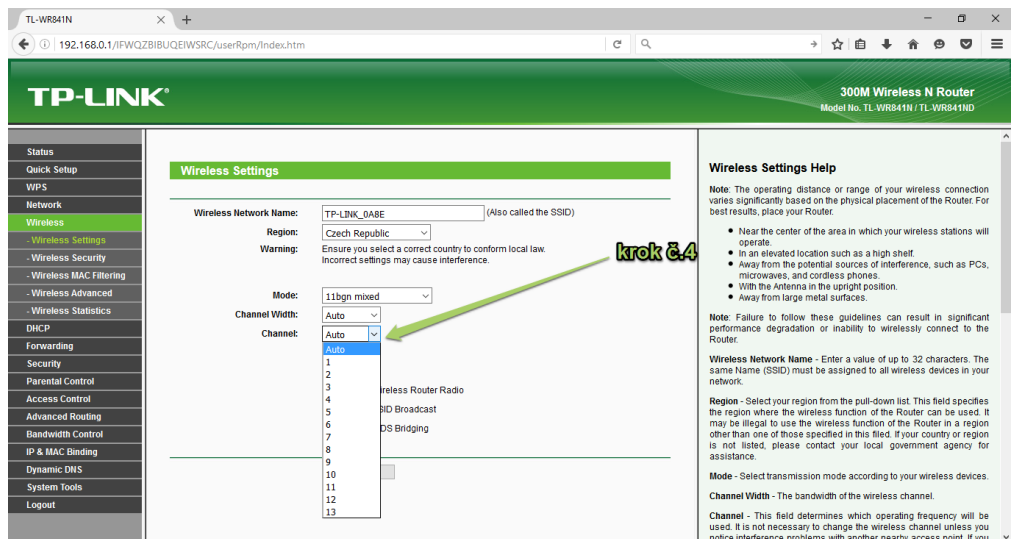 TL-WR841N
192.168.0.1/IFWQZBIBUQEIWSRC/userRpm/Index.htm
TP-LINK®
300M Wireless N Router
Model No. TL-WR841N / TL-WR841ND
Status
Quick Setup
WPS
Network
Wireless
- Wireless Settings
- Wireless Security
- Wireless MAC Filtering
- Wireless Advanced
- Wireless Statistics
DHCP
Forwarding
Security
Parental Control
Access Control
Advanced Routing
Bandwidth Control
IP & MAC Binding
Dynamic DNS
System Tools
Logout
Wireless Settings
Wireless Network Name: TP-LINK_0A8E (Also called the SSID)
Region: Czech Republic
Warning: Ensure you select a correct country to conform local law.
Incorrect settings may cause interference.
krok č.4
Mode: 11bgn mixed
Channel Width: Auto
Channel: Auto
Auto
1
2
3
4
5
6
7
8
9
10
11
12
13
ireless Router Radio
SID Broadcast
DS Bridging
Wireless Settings Help
Note: The operating distance or range of your wireless connection
varies significantly based on the physical placement of the Router. For
best results, place your Router.
Near the center of the area in which your wireless stations will
operate.
In an elevated location such as a high shelf.
Away from the potential sources of interference, such as PCs,
microwaves, and cordless phones.
With the Antenna in the upright position.
Away from large metal surfaces.
Note: Failure to follow these guidelines can result in significant
performance degradation or inability to wirelessly connect to the
Router.
Wireless Network Name - Enter a value of up to 32 characters. The
same Name (SSID) must be assigned to all wireless devices in your
network.
Region - Select your region from the pull-down list. This field specifies
the region where the wireless function of the Router can be used. It
may be illegal to use the wireless function of the Router in a region
other than one of those specified in this filed. If your country or region
is not listed, please contact your local government agency for
assistance.
Mode - Select transmission mode according to your wireless devices.
Channel Width - The bandwidth of the wireless channel.
Channel - This field determines which operating frequency will be
used. It is not necessary to change the wireless channel unless you
notice interference problems with another nearby access point. If you